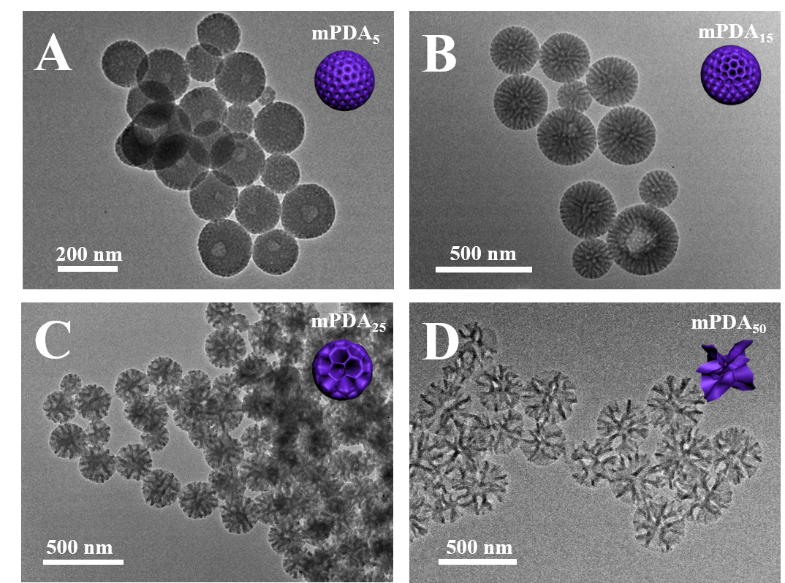 A
mPDA₅
200 nm
B
mPDA₁₅
500 nm
C
mPDA₂₅
500 nm
D
mPDA₅₀
500 nm